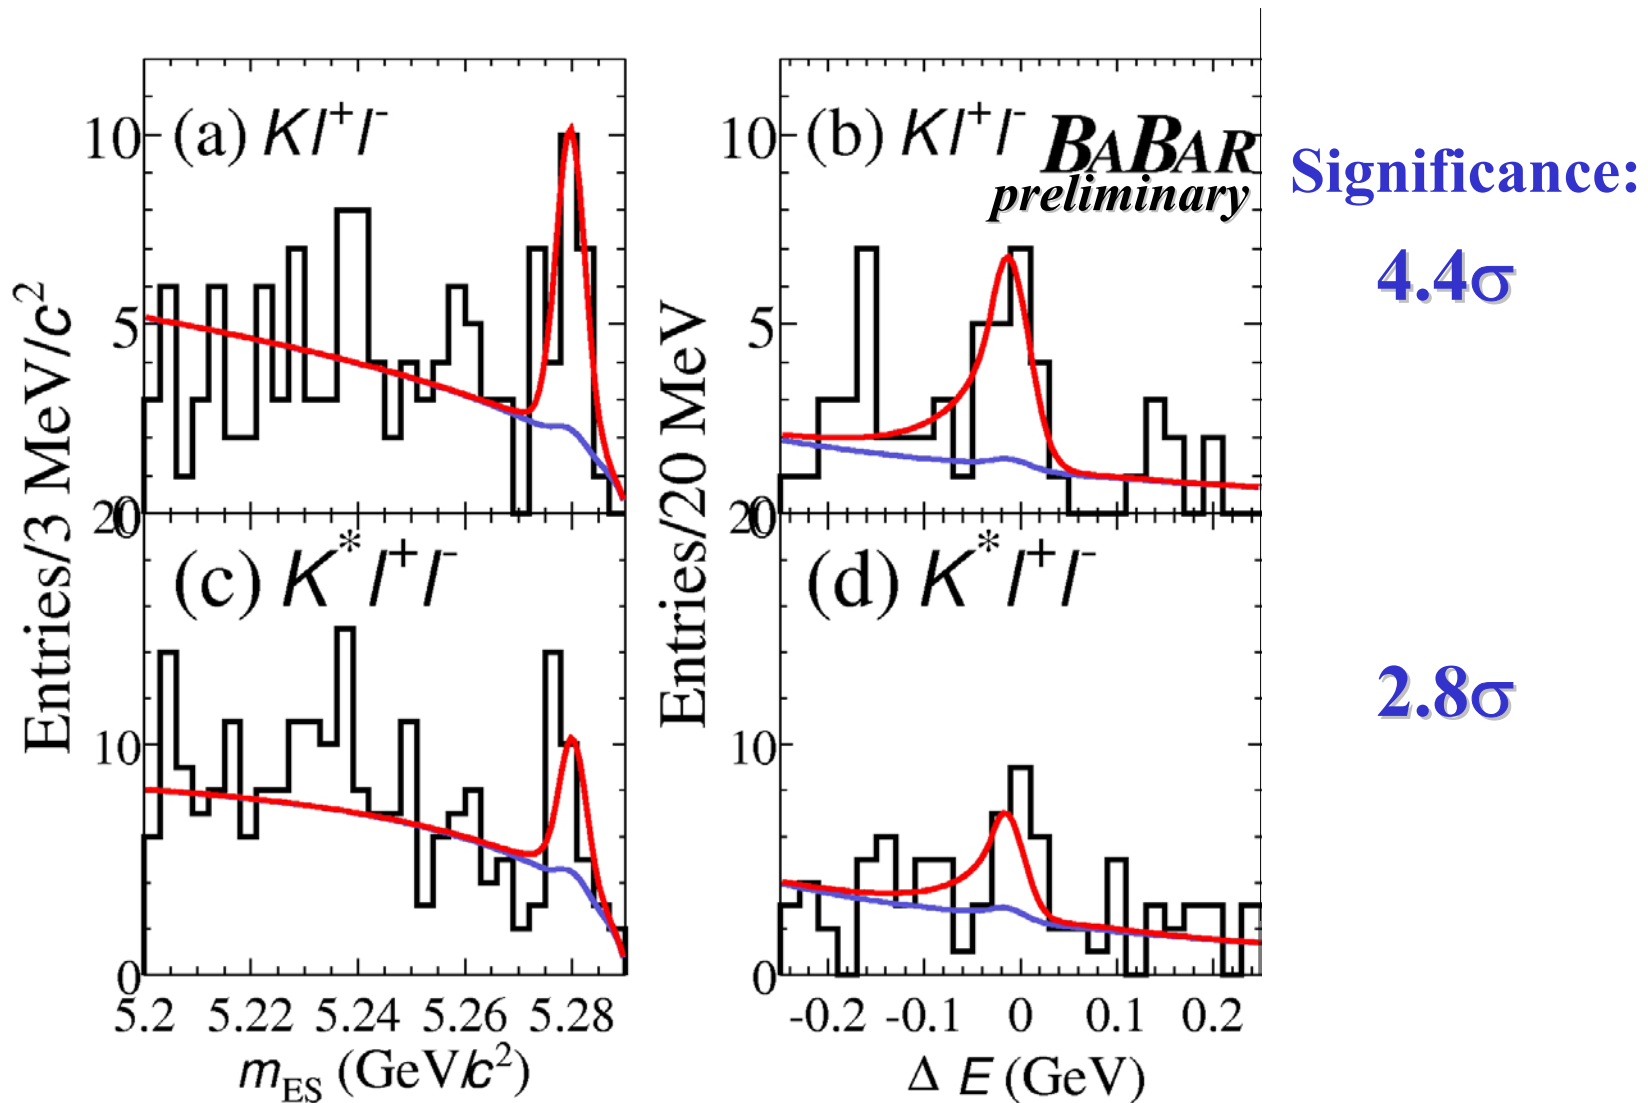 (a) Kl⁺l⁻
(b) Kl⁺l⁻
BABAR
preliminary
Significance:
4.4σ
10
5
0
10
5
0
Entries/3 MeV/c²
Entries/20 MeV
(c) K*l⁺l⁻
(d) K*l⁺l⁻
2.8σ
20
10
0
20
10
0
5.2 5.22 5.24 5.26 5.28
-0.2 -0.1 0 0.1 0.2
m_ES (GeV/c²)
Δ E (GeV)